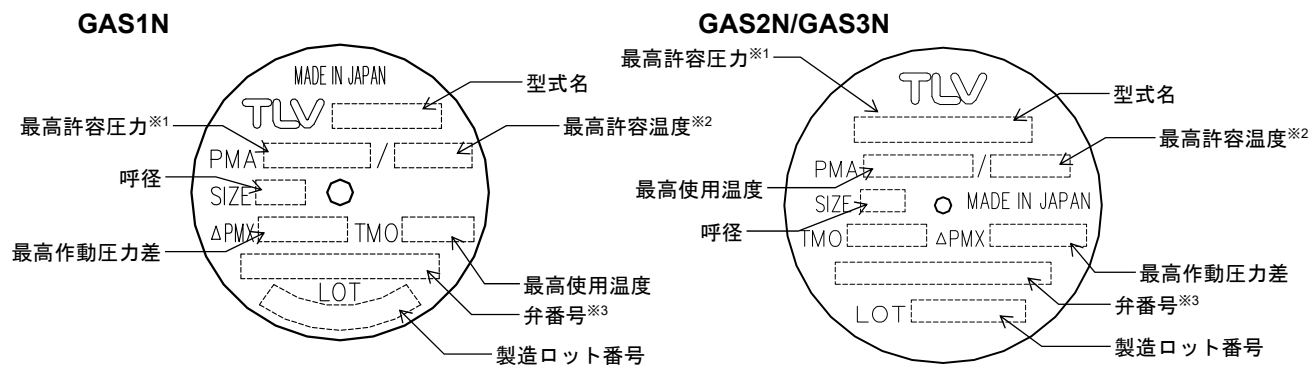 GAS1N
MADE IN JAPAN
TLV
型式名
最高許容圧力※1
最高許容温度※2
PMA /
呼径
SIZE
△PMX TMO
最高作動圧力差
最高使用温度
LOT
弁番号※3
製造ロット番号
GAS2N/GAS3N
最高許容圧力※1
TLV
型式名
最高許容温度※2
PMA /
最高使用温度
SIZE MADE IN JAPAN
呼径
TMO △PMX
最高作動圧力差
弁番号※3
LOT
製造ロット番号